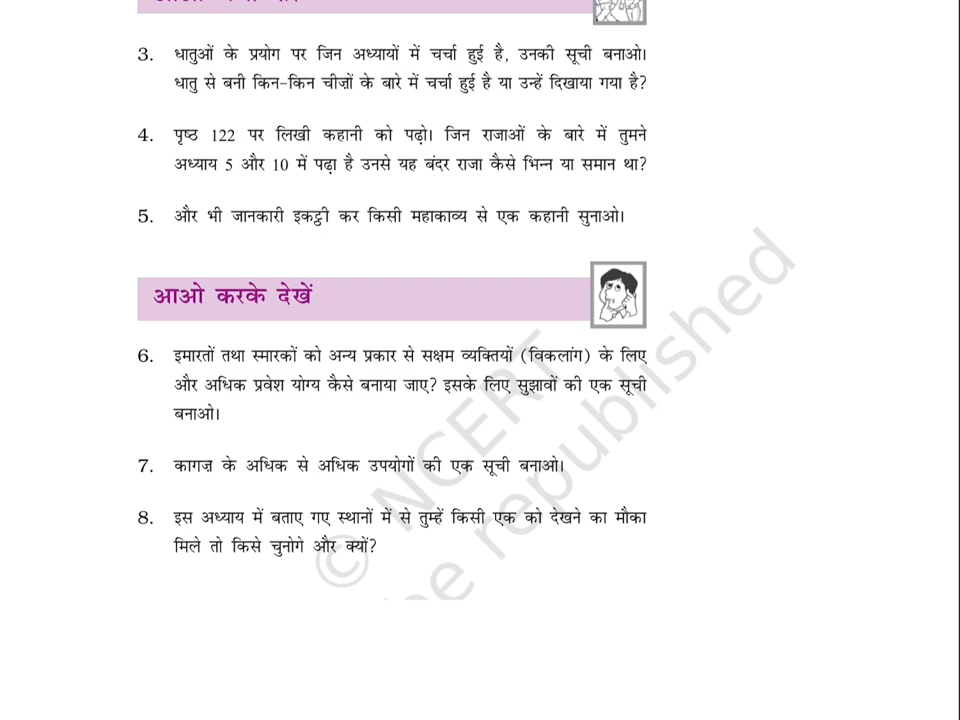 3. धातुओं के प्रयोग पर जिन अध्यायों में चर्चा हुई है, उनकी सूची बनाओ।
धातु से बनी किन-किन चीज़ों के बारे में चर्चा हुई है या उन्हें दिखाया गया है?
4. पृष्ठ 122 पर लिखी कहानी को पढ़ो। जिन राजाओं के बारे में तुमने
अध्याय 5 और 10 में पढ़ा है उनसे यह बंदर राजा कैसे भिन्न या समान था?
5. और भी जानकारी इकट्ठी कर किसी महाकाव्य से एक कहानी सुनाओ।
आओ करके देखें
6. इमारतों तथा स्मारकों को अन्य प्रकार से सक्षम व्यक्तियों (विकलांग) के लिए
और अधिक प्रवेश योग्य कैसे बनाया जाए? इसके लिए सुझावों की एक सूची
बनाओ।
7. कागज़ के अधिक से अधिक उपयोगों की एक सूची बनाओ।
8. इस अध्याय में बताए गए स्थानों में से तुम्हें किसी एक को देखने का मौका
मिले तो किसे चुनोगे और क्यों?
© NCERT
be republished